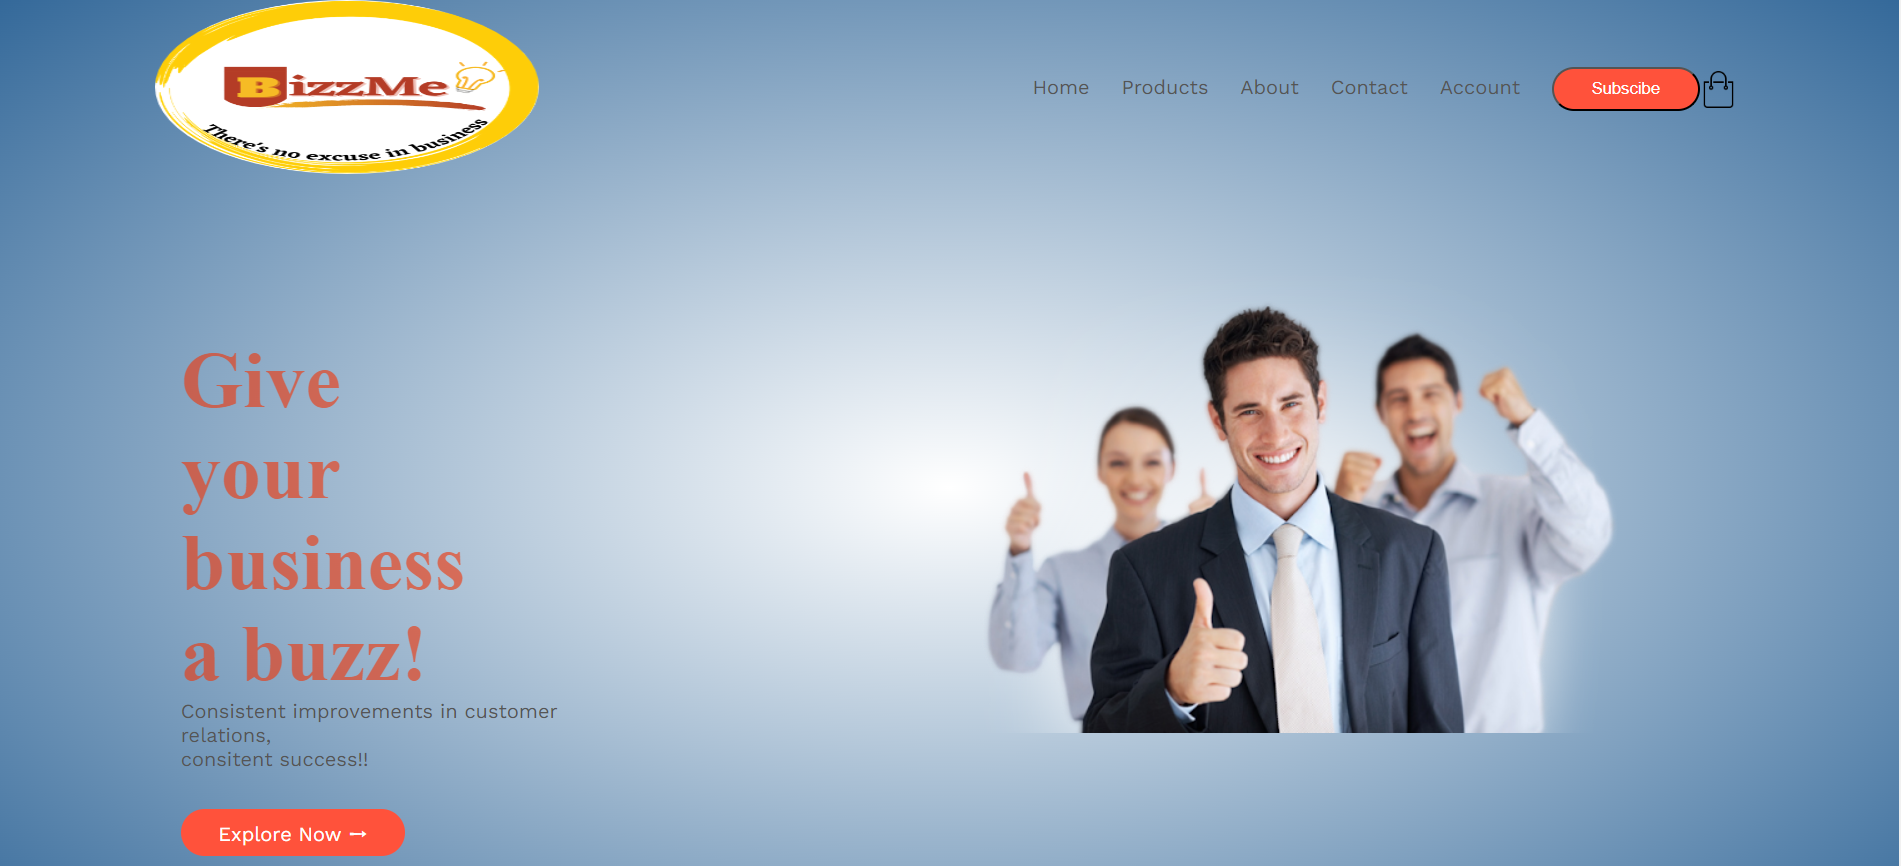 BizzMe
There's no excuse in business
Home Products About Contact Account Subscibe
Give
your
business
a buzz!
Consistent improvements in customer
relations,
consitent success!!
Explore Now →